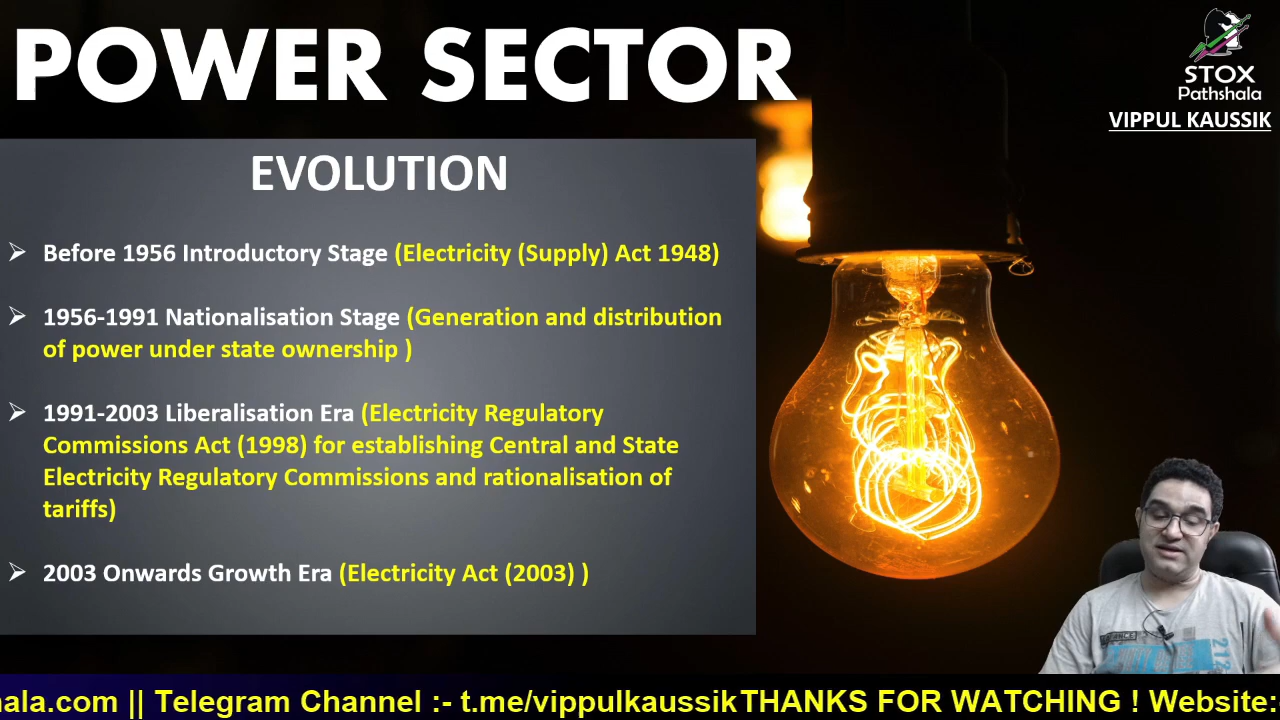 POWER SECTOR
STOX
Pathshala
VIPPUL KAUSSIK
EVOLUTION
Before 1956 Introductory Stage (Electricity (Supply) Act 1948)
1956-1991 Nationalisation Stage (Generation and distribution
of power under state ownership )
1991-2003 Liberalisation Era (Electricity Regulatory
Commissions Act (1998) for establishing Central and State
Electricity Regulatory Commissions and rationalisation of
tariffs)
2003 Onwards Growth Era (Electricity Act (2003) )
212
hala.com || Telegram Channel :- t.me/vippulkaussikTHANKS FOR WATCHING ! Website: